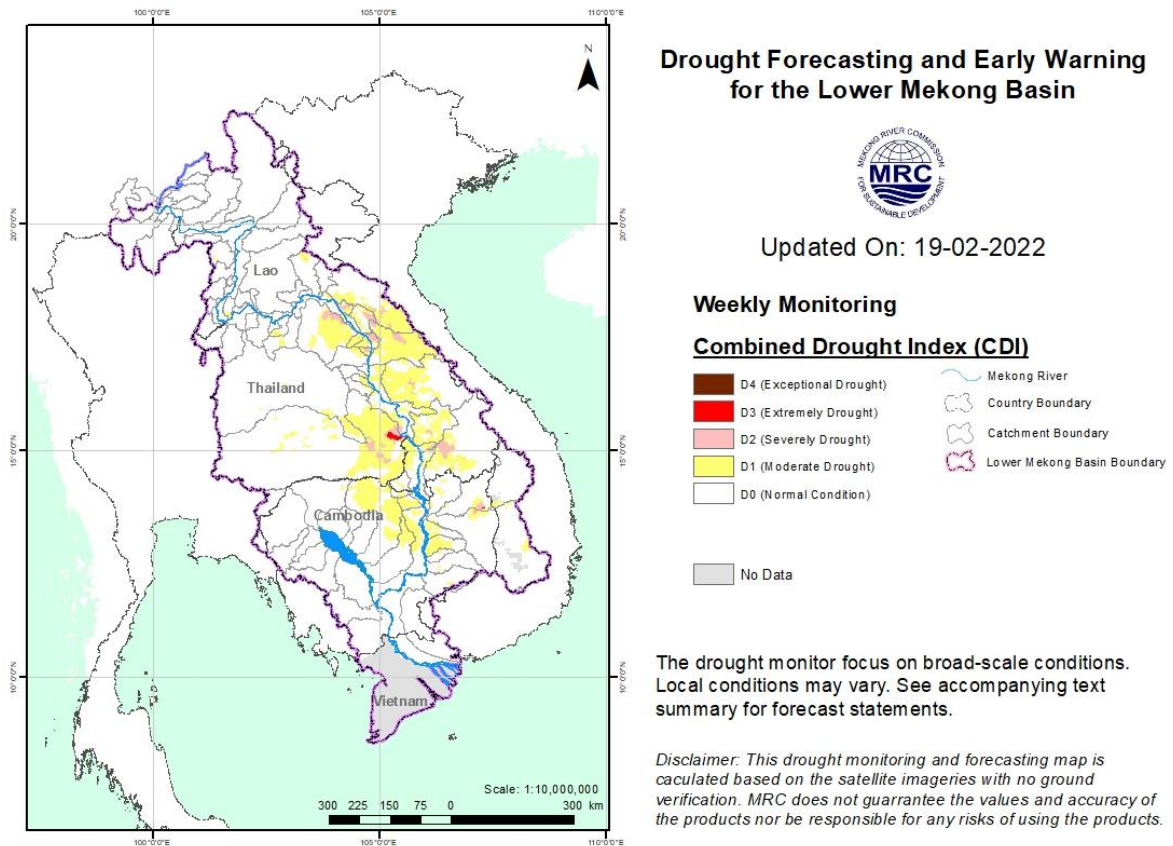 100°0'0"E 105°0'0"E 110°0'0"E
N
20°0'0"N 20°0'0"N
Lao
Thailand
15°0'0"N 15°0'0"N
Cambodia
10°0'0"N 10°0'0"N
Vietnam
Scale: 1:10,000,000
300 225 150 75 0 300 km
100°0'0"E 105°0'0"E 110°0'0"E
Drought Forecasting and Early Warning
for the Lower Mekong Basin
MEKONG RIVER COMMISSION
MRC
FOR SUSTAINABLE DEVELOPMENT
Updated On: 19-02-2022
Weekly Monitoring
Combined Drought Index (CDI)
D4 (Exceptional Drought)
D3 (Extremely Drought)
D2 (Severely Drought)
D1 (Moderate Drought)
D0 (Normal Condition)
No Data
Mekong River
Country Boundary
Catchment Boundary
Lower Mekong Basin Boundary
The drought monitor focus on broad-scale conditions.
Local conditions may vary. See accompanying text
summary for forecast statements.
Disclaimer: This drought monitoring and forecasting map is
caculated based on the satellite imageries with no ground
verification. MRC does not guarrantee the values and accuracy of
the products nor be responsible for any risks of using the products.